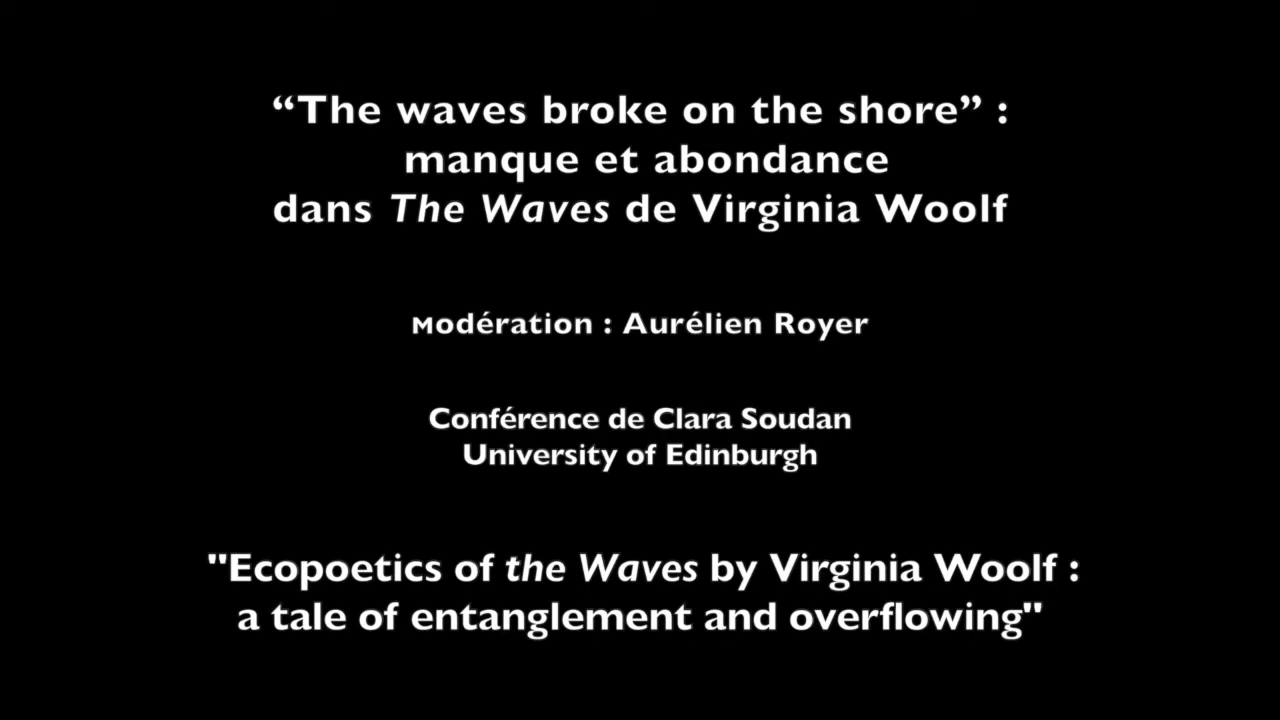 “The waves broke on the shore” :
manque et abondance
dans The Waves de Virginia Woolf
Modération : Aurélien Royer
Conférence de Clara Soudan
University of Edinburgh
"Ecopoetics of the Waves by Virginia Woolf :
a tale of entanglement and overflowing"